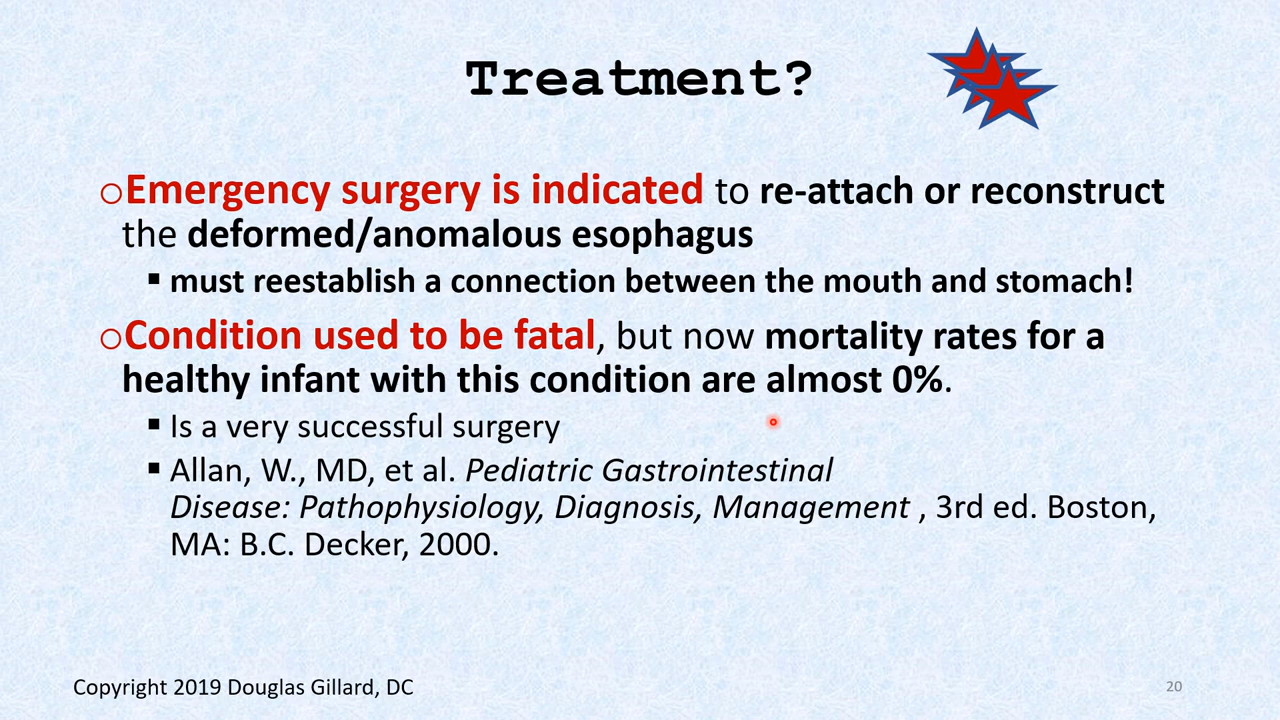 Treatment?
oEmergency surgery is indicated to re-attach or reconstruct
the deformed/anomalous esophagus
▪ must reestablish a connection between the mouth and stomach!
oCondition used to be fatal, but now mortality rates for a
healthy infant with this condition are almost 0%.
▪ Is a very successful surgery
▪ Allan, W., MD, et al. Pediatric Gastrointestinal
Disease: Pathophysiology, Diagnosis, Management , 3rd ed. Boston,
MA: B.C. Decker, 2000.
Copyright 2019 Douglas Gillard, DC
20